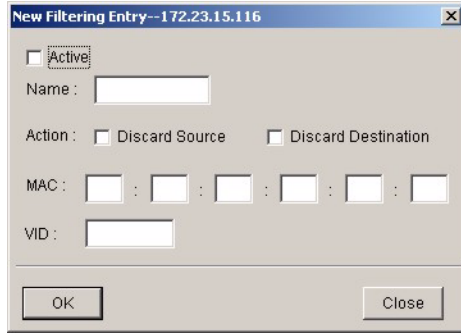 New Filtering Entry--172.23.15.116
Active
Name :
Action : Discard Source Discard Destination
MAC : : : : : :
VID :
OK Close